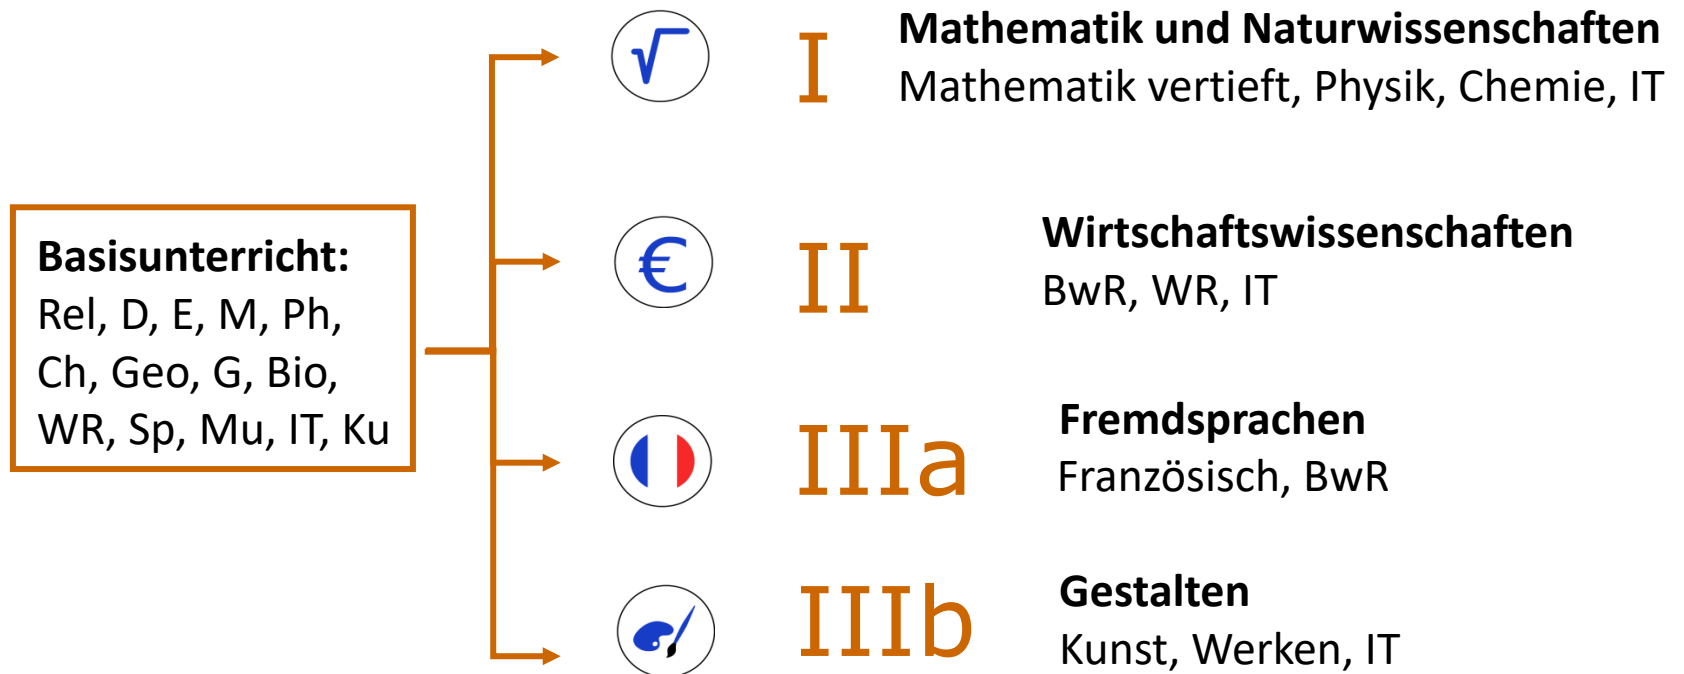 Basisunterricht:
Rel, D, E, M, Ph,
Ch, Geo, G, Bio,
WR, Sp, Mu, IT, Ku
√
I
Mathematik und Naturwissenschaften
Mathematik vertieft, Physik, Chemie, IT
€
II
Wirtschaftswissenschaften
BwR, WR, IT
IIIa
Fremdsprachen
Französisch, BwR
IIIb
Gestalten
Kunst, Werken, IT